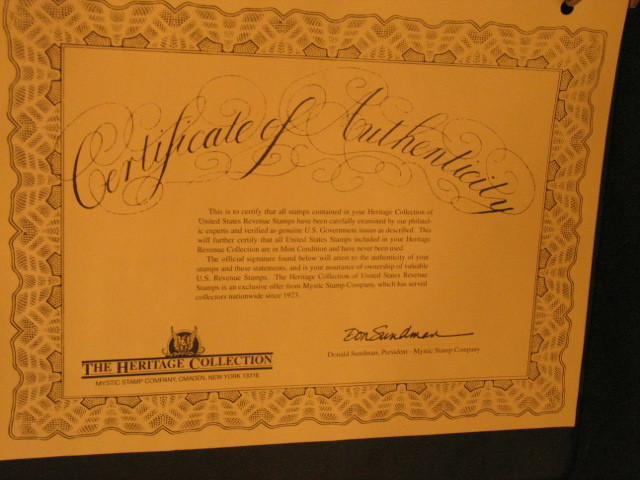 Certificate of Authenticity
This is to certify that all stamps contained in your Heritage Collection of
United States Revenue Stamps have been carefully examined by our philatel-
ic experts and verified as genuine U.S. Government issues as described. This
will further certify that all United States Stamps included in your Heritage
Revenue Collection are in Mint Condition and have never been used.
The official signature found below will attest to the authenticity of your
stamps and these statements, and is your assurance of ownership of valuable
U.S. Revenue Stamps. The Heritage Collection of United States Revenue
Stamps is an exclusive offer from Mystic Stamp Company, which has served
collectors nationwide since 1923.
Don Sundman
Donald Sundman, President - Mystic Stamp Company
THE HERITAGE COLLECTION
MYSTIC STAMP COMPANY, CAMDEN, NEW YORK 13316